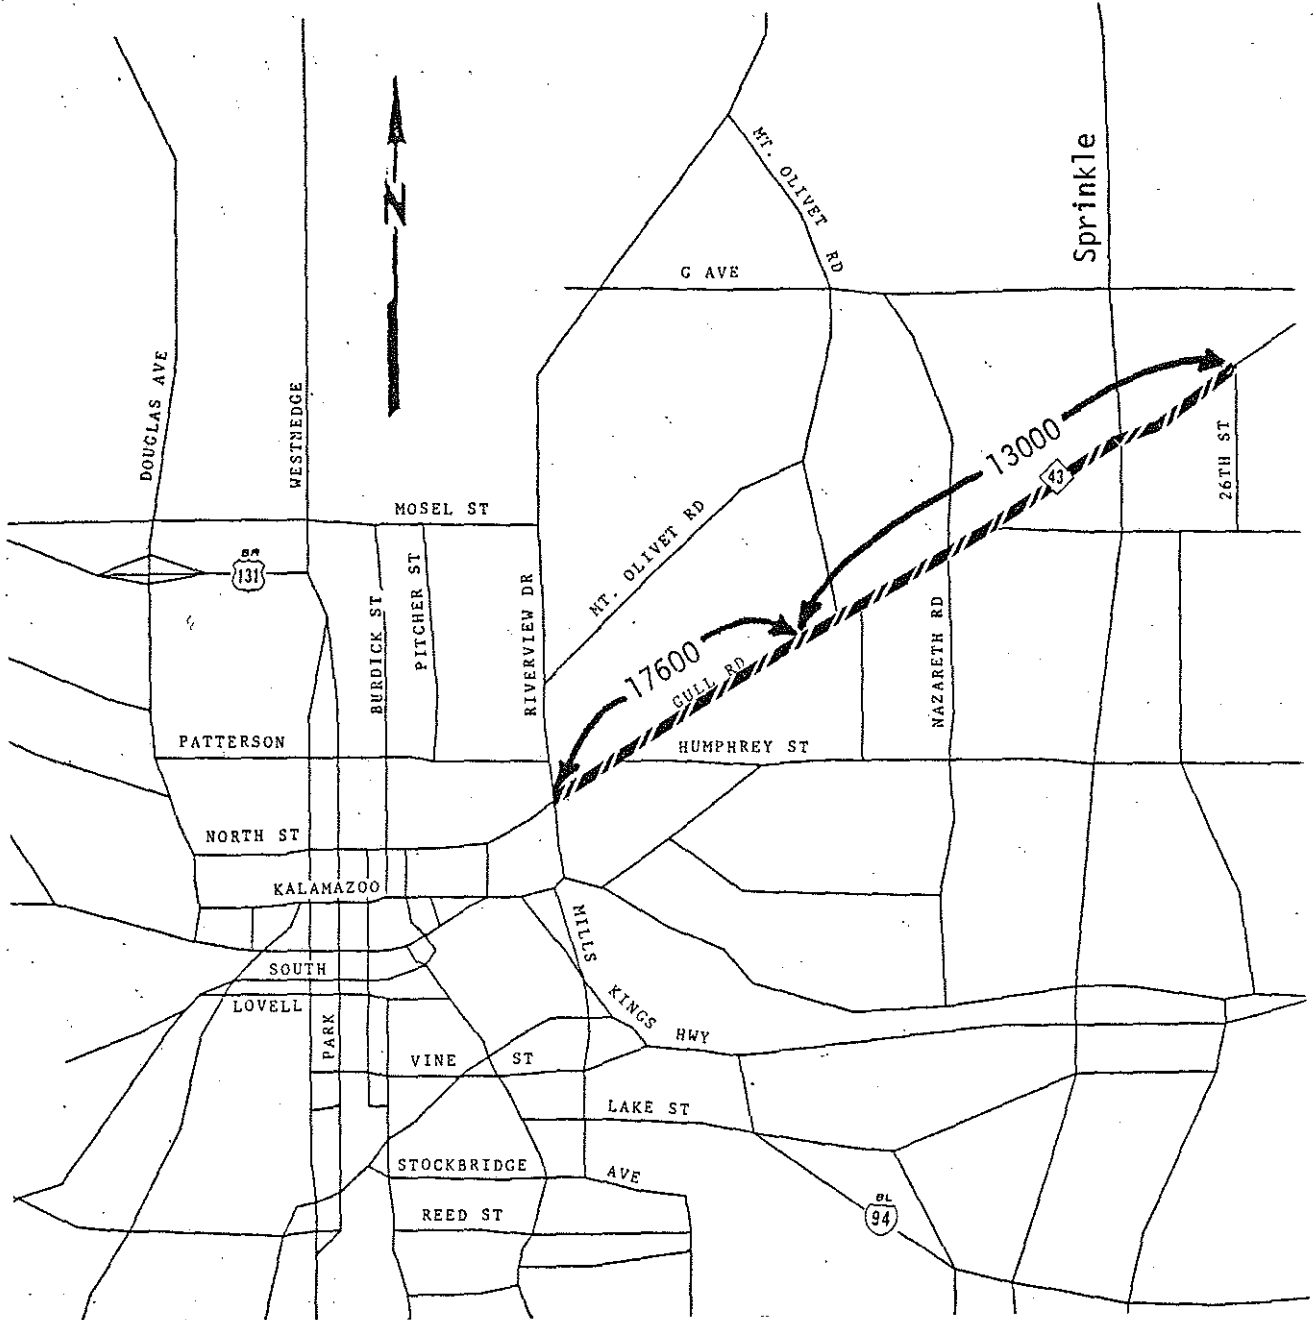 N
MT. OLIVET RD
Sprinkle
G AVE
DOUGLAS AVE
WESTNEDGE
13000
43
26TH ST
MOSEL ST
MT. OLIVET RD
BR
131
BURDICK ST
PITCHER ST
RIVERVIEW DR
17600
GULL RD
NAZARETH RD
PATTERSON
HUMPHREY ST
NORTH ST
KALAMAZOO
MILLS
SOUTH
LOVELL
KINGS HWY
PARK
VINE ST
LAKE ST
STOCKBRIDGE AVE
REED ST
BL
94